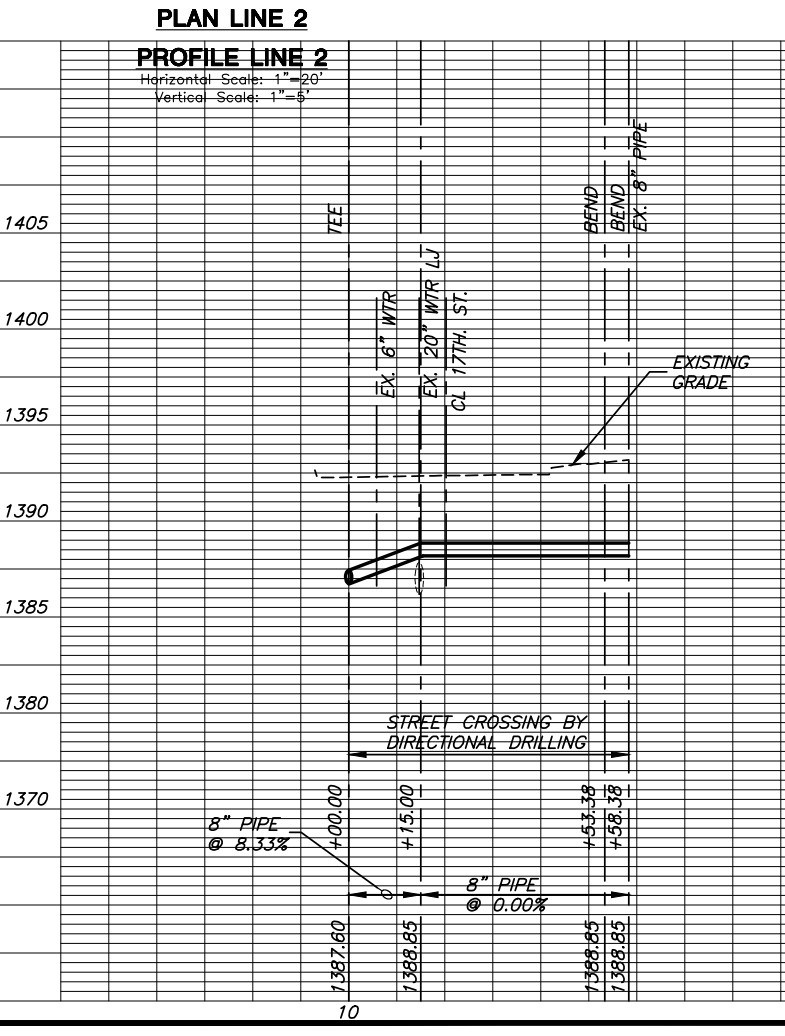 PLAN LINE 2
PROFILE LINE 2
Horizontal Scale: 1"=20'
Vertical Scale: 1"=5'
1405
1400
1395
1390
1385
1380
1370
TEE
EX. 6" WTR
EX. 20" WTR LJ
CL 17TH. ST.
BEND
BEND
EX. 8" PIPE
EXISTING
GRADE
STREET CROSSING BY
DIRECTIONAL DRILLING
8" PIPE
@ 8.33%
+00.00
+15.00
+53.38
+58.38
8" PIPE
@ 0.00%
1387.60
1388.85
1388.85
1388.85
10